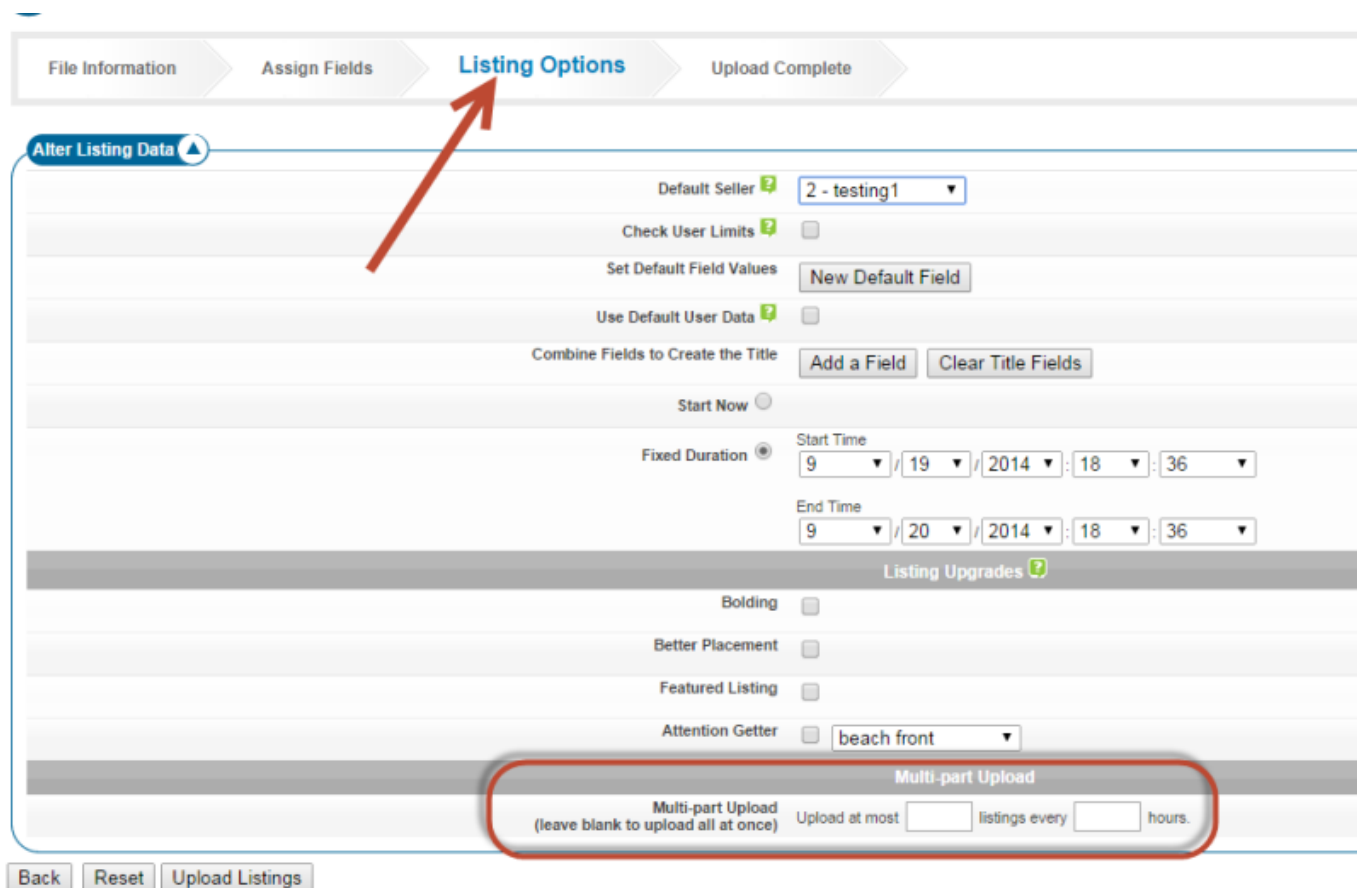 File Information Assign Fields Listing Options Upload Complete
Alter Listing Data
Default Seller ? 2 - testing1
Check User Limits ?
Set Default Field Values New Default Field
Use Default User Data ?
Combine Fields to Create the Title Add a Field Clear Title Fields
Start Now
Fixed Duration Start Time
9 / 19 / 2014 : 18 : 36
End Time
9 / 20 / 2014 : 18 : 36
Listing Upgrades ?
Bolding
Better Placement
Featured Listing
Attention Getter beach front
Multi-part Upload
Multi-part Upload
(leave blank to upload all at once) Upload at most listings every hours.
Back Reset Upload Listings